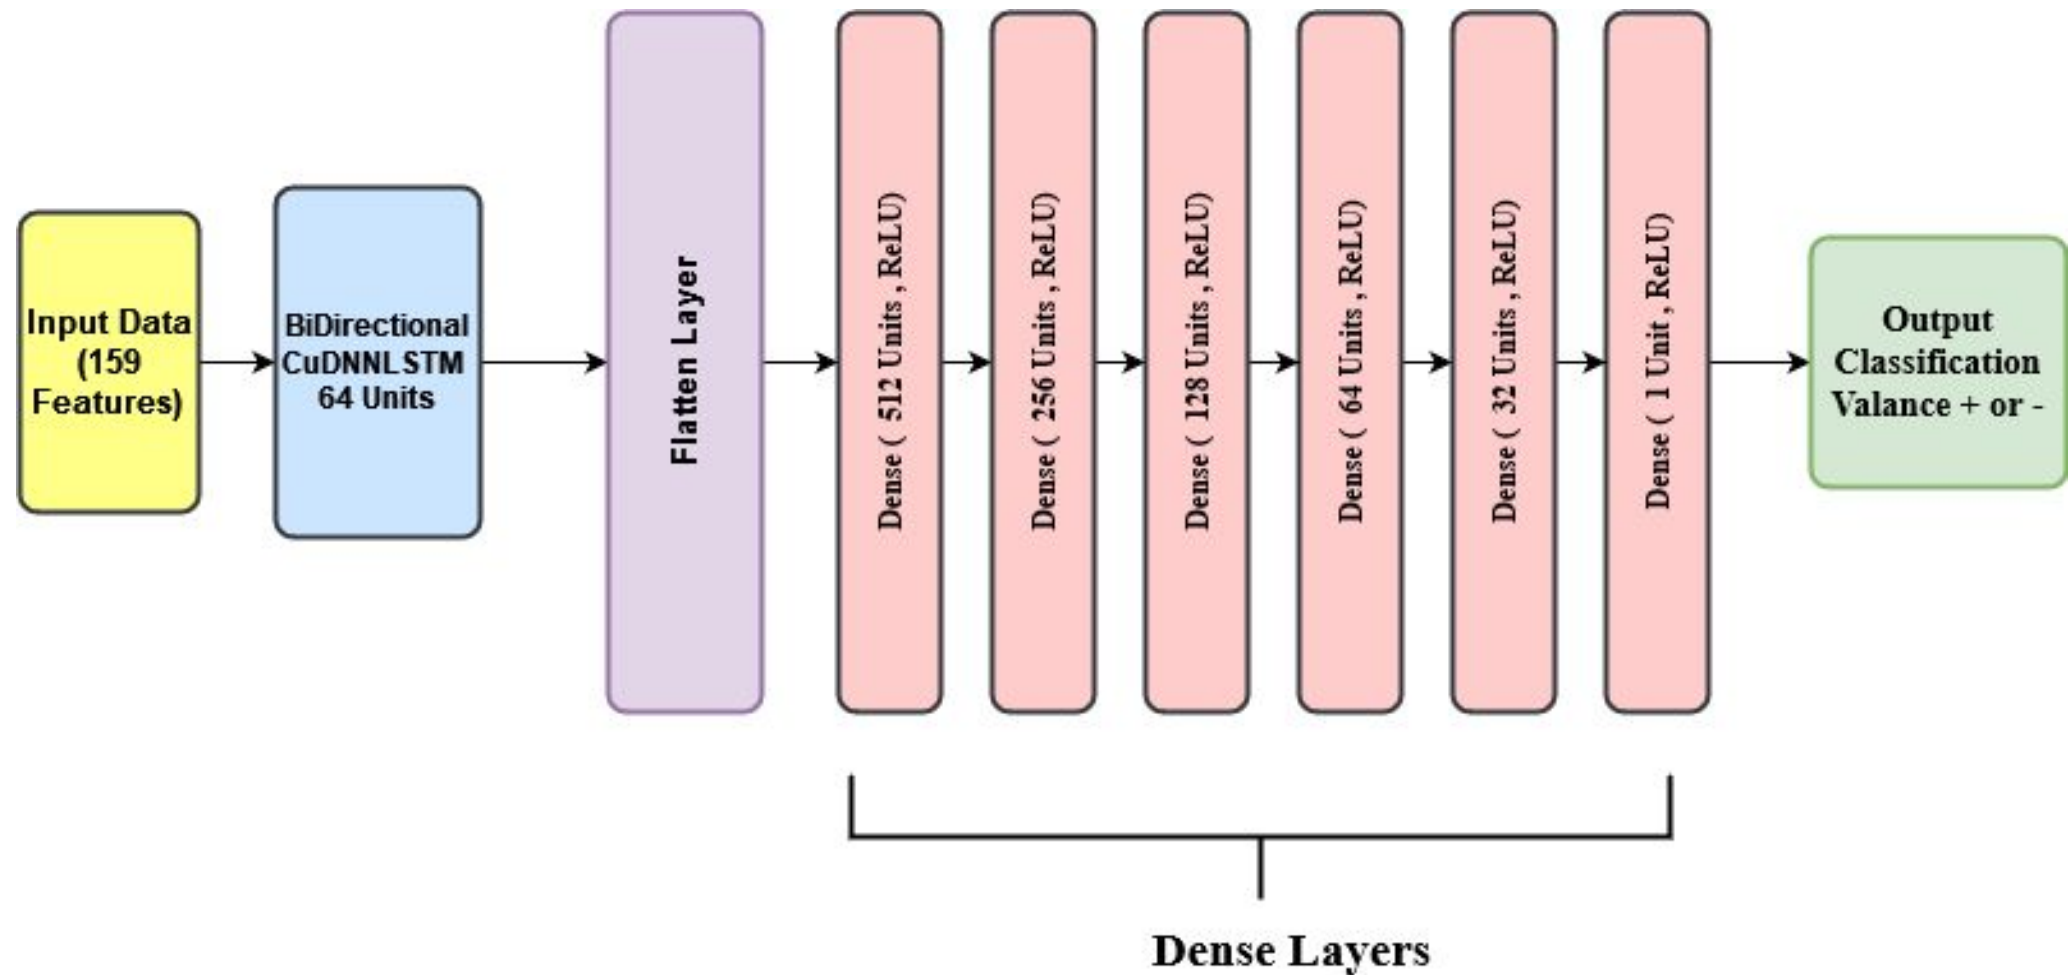 Input Data
(159
Features)
BiDirectional
CuDNNLSTM
64 Units
Flatten Layer
Dense ( 512 Units , ReLU)
Dense ( 256 Units , ReLU)
Dense ( 128 Units , ReLU)
Dense ( 64 Units , ReLU)
Dense ( 32 Units , ReLU)
Dense ( 1 Unit , ReLU)
Output
Classification
Valance + or -
Dense Layers